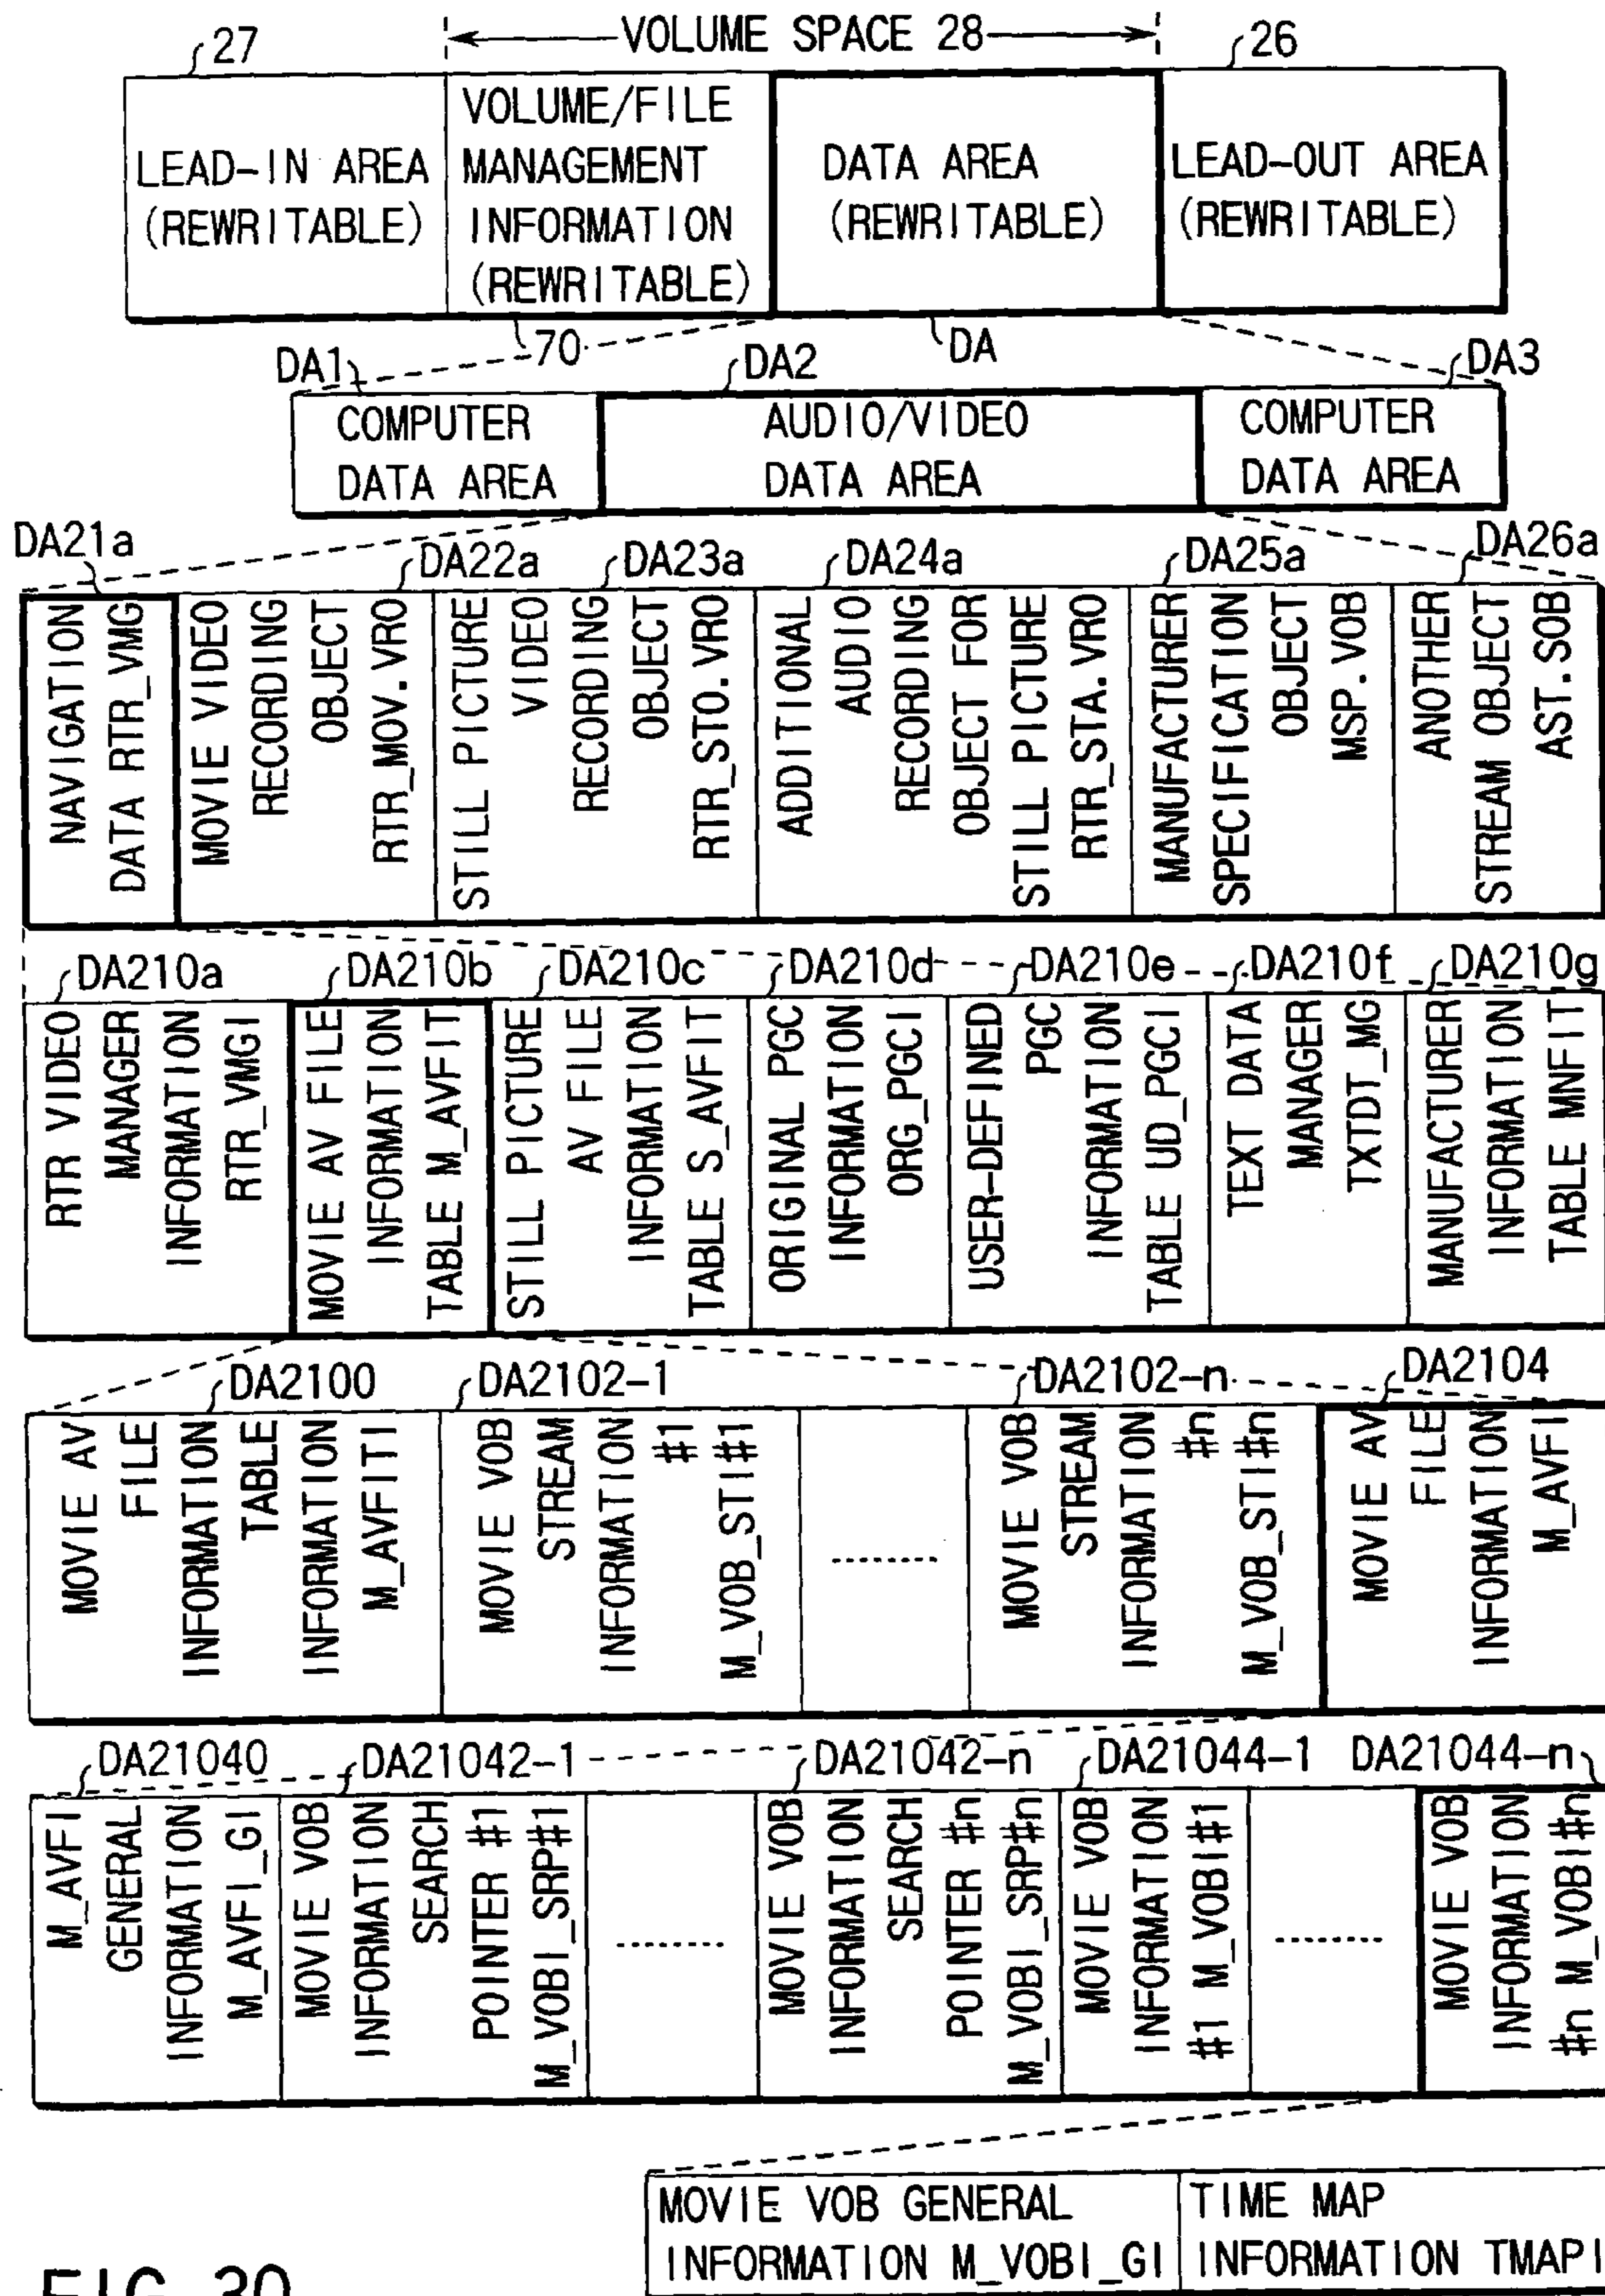 27
VOLUME SPACE 28
26
LEAD-IN AREA
(REWRITABLE)
VOLUME/FILE
MANAGEMENT
INFORMATION
(REWRITABLE)
DATA AREA
(REWRITABLE)
LEAD-OUT AREA
(REWRITABLE)
DA1
70
DA2
DA
DA3
COMPUTER
DATA AREA
AUDIO/VIDEO
DATA AREA
COMPUTER
DATA AREA
DA21a
DA22a
DA23a
DA24a
DA25a
DA26a
NAVIGATION
DATA RTR_VMG
MOVIE VIDEO
RECORDING
OBJECT
RTR_MOV.VRO
STILL PICTURE
VIDEO
RECORDING
OBJECT
RTR_STO.VRO
ADDITIONAL
AUDIO
RECORDING
OBJECT FOR
STILL PICTURE
RTR_STA.VRO
MANUFACTURER
SPECIFICATION
OBJECT
MSP.VOB
ANOTHER
STREAM OBJECT
AST.SOB
DA210a
DA210b
DA210c
DA210d
DA210e
DA210f
DA210g
RTR VIDEO
MANAGER
INFORMATION
RTR_VMGI
MOVIE AV FILE
INFORMATION
TABLE M_AVFIT
STILL PICTURE
AV FILE
INFORMATION
TABLE S_AVFIT
ORIGINAL PGC
INFORMATION
ORG_PGCI
USER-DEFINED
PGC
INFORMATION
TABLE UD_PGCI
TEXT DATA
MANAGER
TXTDT_MG
MANUFACTURER
INFORMATION
TABLE MNFIT
DA2100
DA2102-1
DA2102-n
DA2104
MOVIE AV
FILE
INFORMATION
TABLE
INFORMATION
M_AVFITI
MOVIE VOB
STREAM
INFORMATION
#1
M_VOB_STI#1
MOVIE VOB
STREAM
INFORMATION
#n
M_VOB_STI#n
MOVIE AV
FILE
INFORMATION
M_AVFI
DA21040
DA21042-1
DA21042-n
DA21044-1
DA21044-n
M_AVFI
GENERAL
INFORMATION
M_AVFI_GI
MOVIE VOB
INFORMATION
SEARCH
POINTER #1
M_VOBI_SRP#1
MOVIE VOB
INFORMATION
SEARCH
POINTER #n
M_VOBI_SRP#n
MOVIE VOB
INFORMATION
#1 M_VOBI#1
MOVIE VOB
INFORMATION
#n M_VOBI#n
MOVIE VOB GENERAL
INFORMATION M_VOBI_GI
TIME MAP
INFORMATION TMAPI
FIG. 30